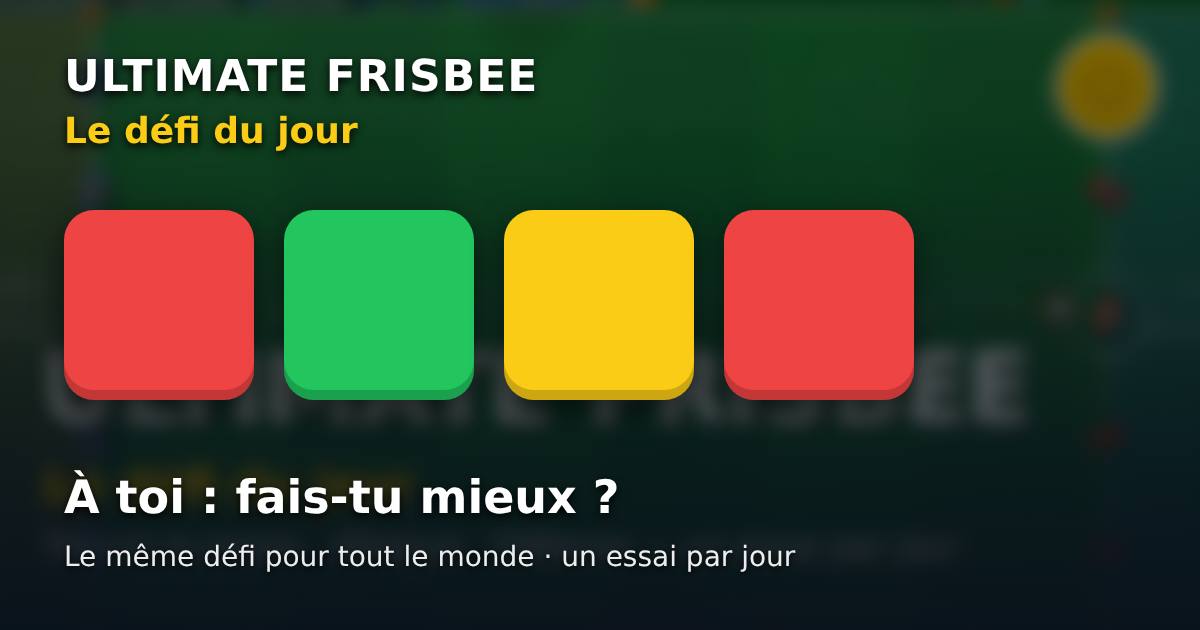 ULTIMATE FRISBEE
Le défi du jour
À toi : fais-tu mieux ?
Le même défi pour tout le monde · un essai par jour